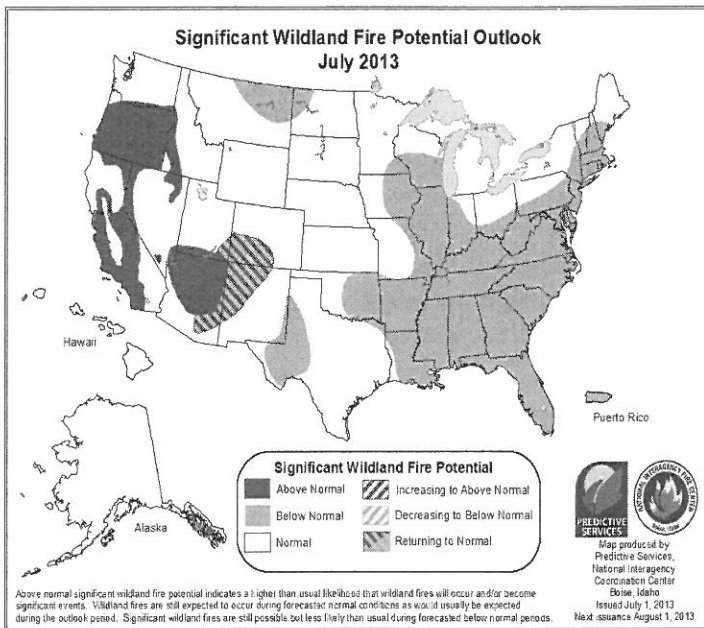 Significant Wildland Fire Potential Outlook
July 2013
Hawaii
Puerto Rico
Alaska
Significant Wildland Fire Potential
Above Normal
Increasing to Above Normal
Below Normal
Decreasing to Below Normal
Normal
Returning to Normal
PREDICTIVE
SERVICES
NATIONAL INTERAGENCY FIRE CENTER
Map produced by
Predictive Services,
National Interagency
Coordination Center
Boise, Idaho
Issued July 1, 2013
Next issuance August 1, 2013
Above normal significant wildland fire potential indicates a higher than usual likelihood that wildland fires will occur and/or become
significant events. Wildland fires are still expected to occur during forecasted normal conditions as would usually be expected
during the outlook period. Significant wildland fires are still possible but less likely than usual during forecasted below normal periods.